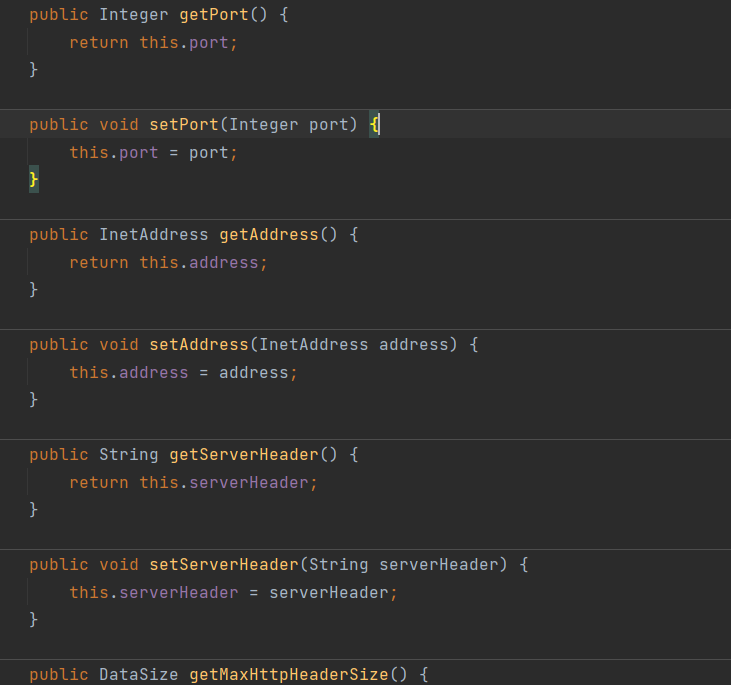 public Integer getPort() {
    return this.port;
}
public void setPort(Integer port) {
    this.port = port;
}
public InetAddress getAddress() {
    return this.address;
}
public void setAddress(InetAddress address) {
    this.address = address;
}
public String getServerHeader() {
    return this.serverHeader;
}
public void setServerHeader(String serverHeader) {
    this.serverHeader = serverHeader;
}
public DataSize getMaxHttpHeaderSize() {